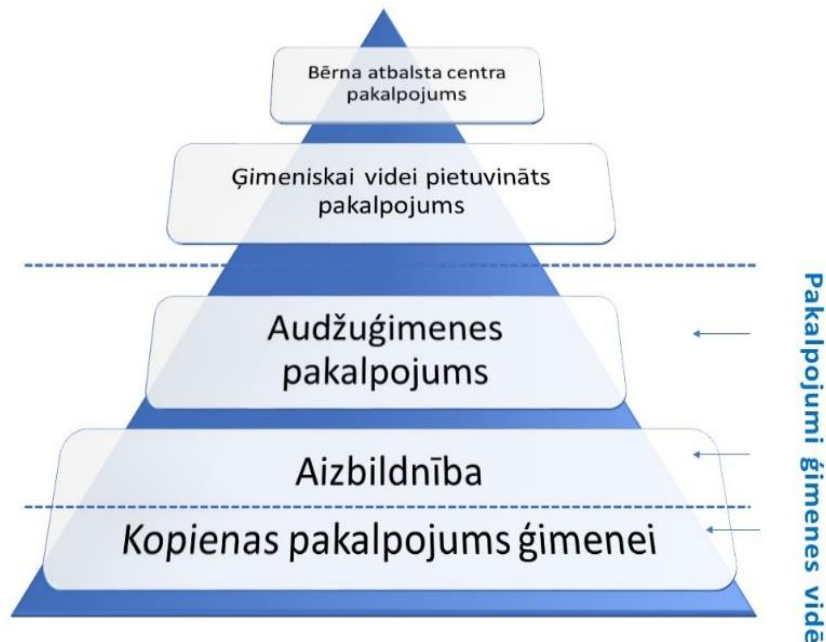 Bērna atbalsta centra
pakalpojums
Ģimeniskai videi pietuvināts
pakalpojums
Audžuģimenes
pakalpojums
Aizbildnība
Kopienas pakalpojums ģimenei
Pakalpojumi ģimenes vidē